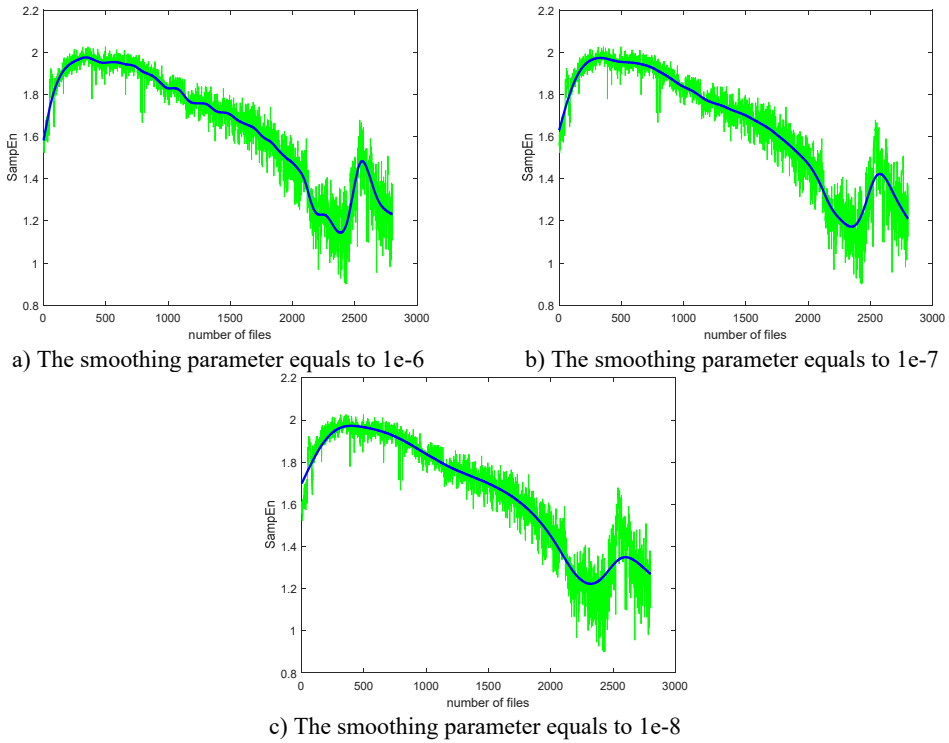 2.2
2
1.8
1.6
1.4
1.2
1
0.8
SampEn
0 500 1000 1500 2000 2500 3000
number of files
a) The smoothing parameter equals to 1e-6
2.2
2
1.8
1.6
1.4
1.2
1
0.8
SampEn
0 500 1000 1500 2000 2500 3000
number of files
b) The smoothing parameter equals to 1e-7
2.2
2
1.8
1.6
1.4
1.2
1
0.8
SampEn
0 500 1000 1500 2000 2500 3000
number of files
c) The smoothing parameter equals to 1e-8